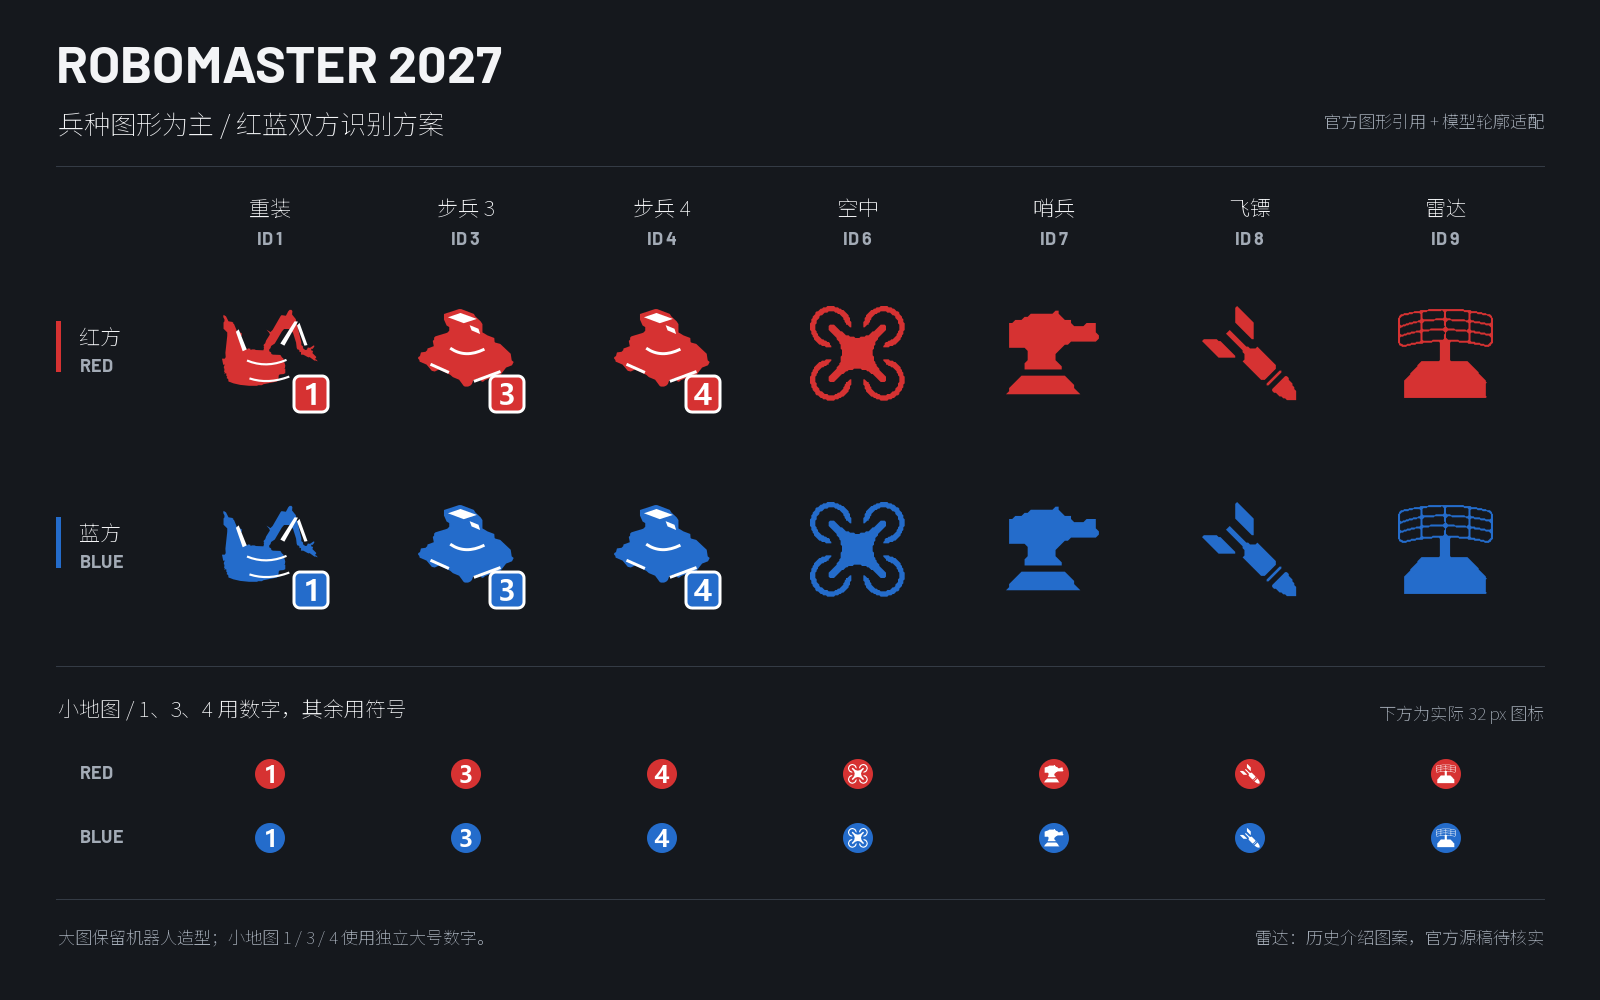 ROBOMASTER 2027
兵种图形为主 / 红蓝双方识别方案
官方图形引用 + 模型轮廓适配
重装 步兵 3 步兵 4 空中 哨兵 飞镖 雷达
ID1 ID3 ID4 ID6 ID7 ID8 ID9
红方
RED
1 3 4
蓝方
BLUE
1 3 4
小地图 / 1、3、4 用数字，其余用符号
下方为实际 32 px 图标
RED 1 3 4
BLUE 1 3 4
大图保留机器人造型；小地图 1 / 3 / 4 使用独立大号数字。
雷达：历史介绍图案，官方源稿待核实